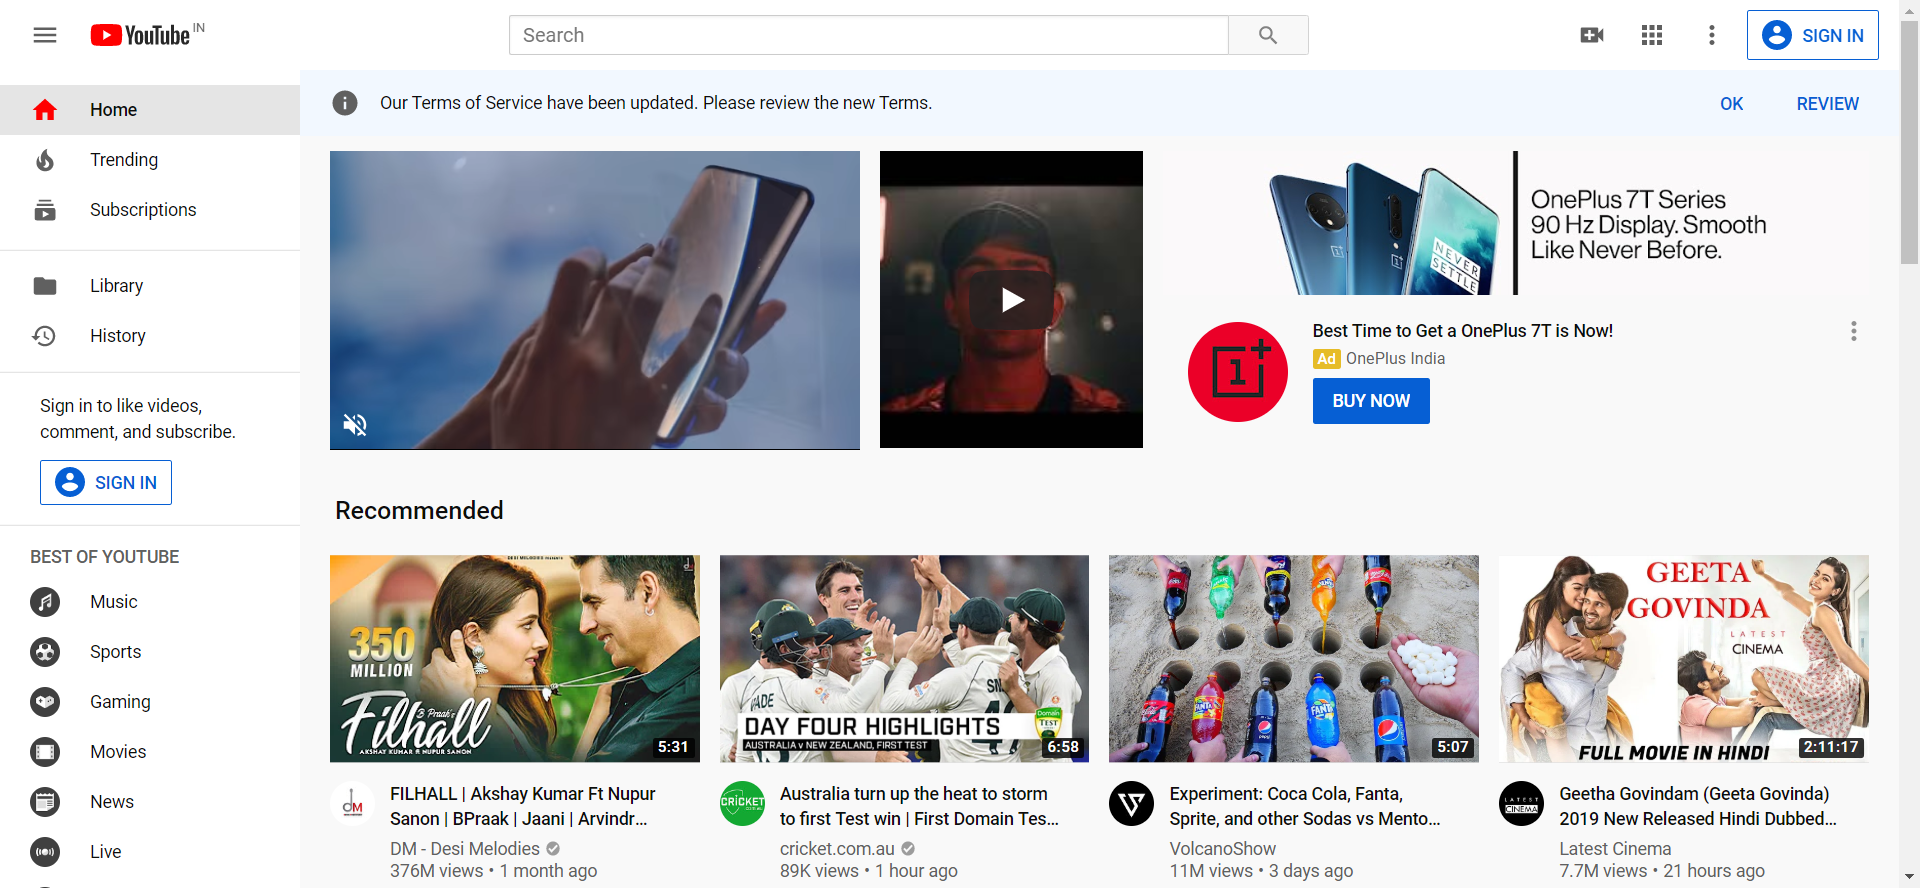 YouTube IN
Search
SIGN IN
Home
Trending
Subscriptions
Library
History
Sign in to like videos,
comment, and subscribe.
SIGN IN
BEST OF YOUTUBE
Music
Sports
Gaming
Movies
News
Live
Our Terms of Service have been updated. Please review the new Terms.
OK
REVIEW
NEVER
SETTLE
OnePlus 7T Series
90 Hz Display. Smooth
Like Never Before.
Best Time to Get a OnePlus 7T is Now!
Ad OnePlus India
BUY NOW
Recommended
350
MILLION
B Praak's
Filhall
AKSHAY KUMAR & NUPUR SANON
5:31
FILHALL | Akshay Kumar Ft Nupur
Sanon | BPraak | Jaani | Arvindr...
DM - Desi Melodies
376M views • 1 month ago
DAY FOUR HIGHLIGHTS
AUSTRALIA v NEW ZEALAND, FIRST TEST
Domain
TEST
6:58
CRICKET
Australia turn up the heat to storm
to first Test win | First Domain Tes...
cricket.com.au
89K views • 1 hour ago
FANTA
pepsi
5:07
Experiment: Coca Cola, Fanta,
Sprite, and other Sodas vs Mento...
VolcanoShow
11M views • 3 days ago
GEETA
GOVINDA
LATEST
CINEMA
FULL MOVIE IN HINDI
2:11:17
LATEST
CINEMA
Geetha Govindam (Geeta Govinda)
2019 New Released Hindi Dubbed...
Latest Cinema
7.7M views • 21 hours ago